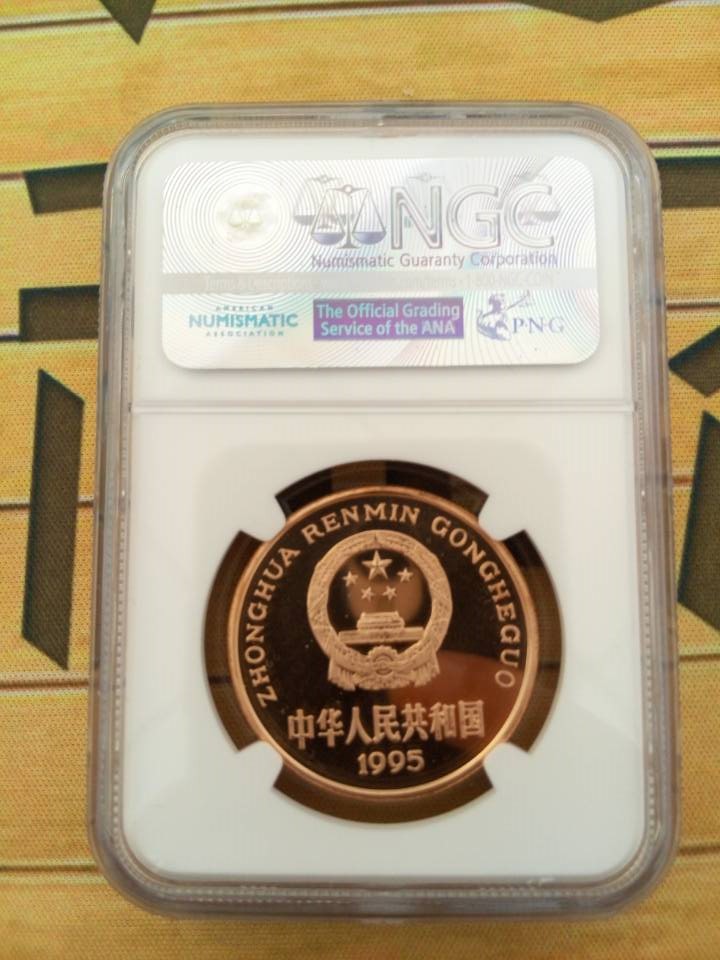 NGC
Numismatic Guaranty Corporation
AMERICAN
NUMISMATIC
ASSOCIATION
The Official Grading
Service of the ANA
P·N·G
ZHONGHUA RENMIN GONGHEGUO
中华人民共和国
1995